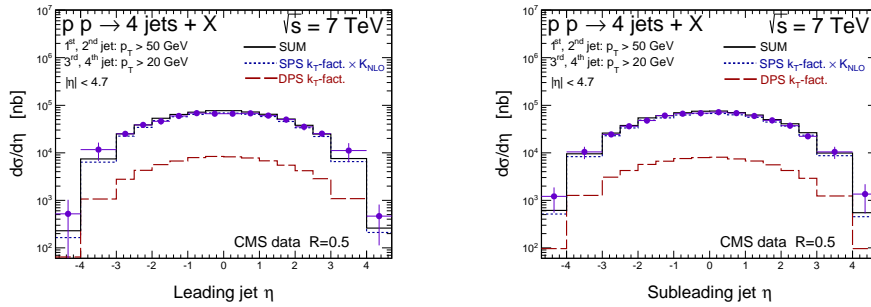 p p → 4 jets + X    √s = 7 TeV
1st, 2nd jet: pT > 50 GeV
3rd, 4th jet: pT > 20 GeV
|η| < 4.7
SUM
SPS kT-fact. × KNLO
DPS kT-fact.
dσ/dη [nb]
10^7
10^6
10^5
10^4
10^3
10^2
CMS data R=0.5
-4 -3 -2 -1 0 1 2 3 4
Leading jet η
p p → 4 jets + X    √s = 7 TeV
1st, 2nd jet: pT > 50 GeV
3rd, 4th jet: pT > 20 GeV
|η| < 4.7
SUM
SPS kT-fact. × KNLO
DPS kT-fact.
dσ/dη [nb]
10^7
10^6
10^5
10^4
10^3
10^2
CMS data R=0.5
-4 -3 -2 -1 0 1 2 3 4
Subleading jet η